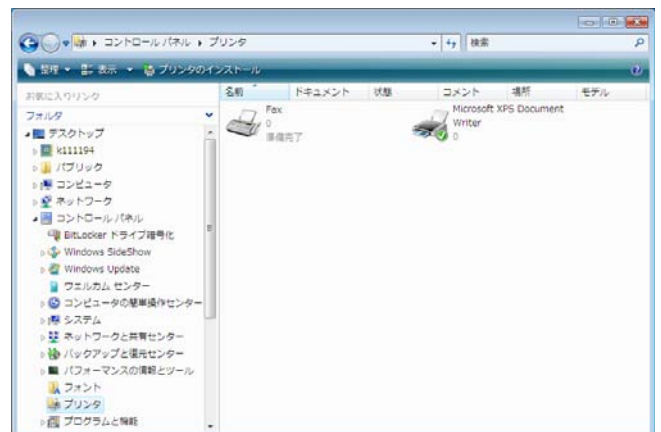 コントロール パネル ▸ プリンタ
検索
整理 表示 プリンタのインストール
お気に入りリンク
名前 ドキュメント 状態 コメント 場所 モデル
フォルダ
デスクトップ
k111194
パブリック
コンピュータ
ネットワーク
コントロール パネル
BitLocker ドライブ暗号化
Windows SideShow
Windows Update
ウェルカム センター
コンピュータの簡単操作センター
システム
ネットワークと共有センター
バックアップと復元センター
パフォーマンスの情報とツール
フォント
プリンタ
プログラムと機能
Fax
0
準備完了
Microsoft XPS Document
Writer
0